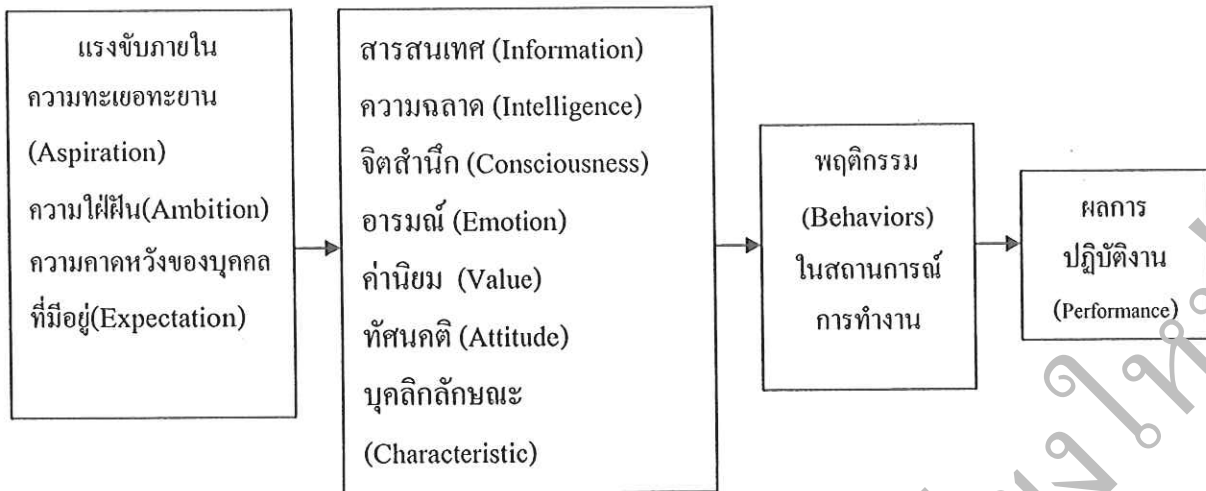 แรงขับภายใน
ความทะเยอทะยาน
(Aspiration)
ความใฝ่ฝัน(Ambition)
ความคาดหวังของบุคคล
ที่มีอยู่(Expectation)
สารสนเทศ (Information)
ความฉลาด (Intelligence)
จิตสำนึก (Consciousness)
อารมณ์ (Emotion)
ค่านิยม (Value)
ทัศนคติ (Attitude)
บุคลิกลักษณะ
(Characteristic)
พฤติกรรม
(Behaviors)
ในสถานการณ์
การทำงาน
ผลการ
ปฏิบัติงาน
(Performance)